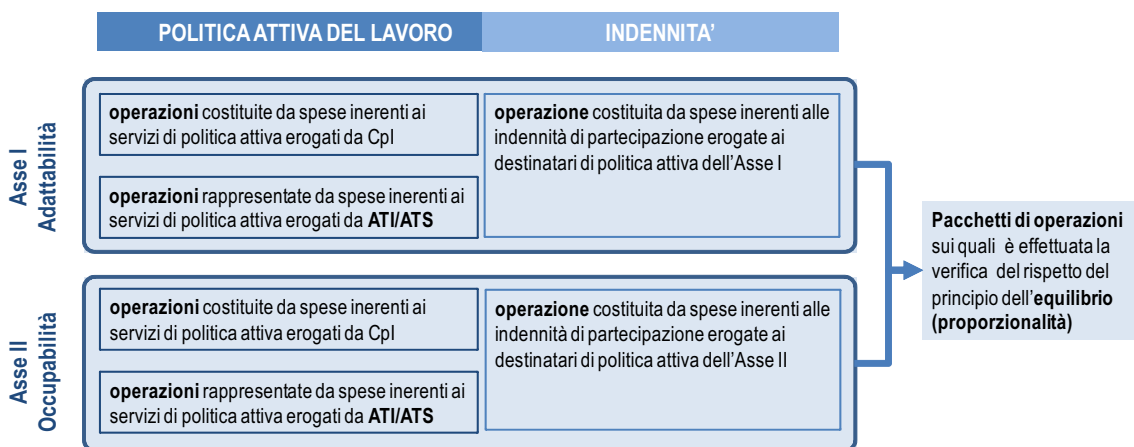 POLITICA ATTIVA DEL LAVORO
INDENNITA'
Asse I
Adattabilità
operazioni costituite da spese inerenti ai
servizi di politica attiva erogati da CpI
operazioni rappresentate da spese inerenti ai
servizi di politica attiva erogati da ATI/ATS
operazione costituita da spese inerenti alle
indennità di partecipazione erogate ai
destinatari di politica attiva dell'Asse I
Asse II
Occupabilità
operazioni costituite da spese inerenti ai
servizi di politica attiva erogati da CpI
operazioni rappresentate da spese inerenti ai
servizi di politica attiva erogati da ATI/ATS
operazione costituita da spese inerenti alle
indennità di partecipazione erogate ai
destinatari di politica attiva dell'Asse II
Pacchetti di operazioni
sui quali è effettuata la
verifica del rispetto del
principio dell'equilibrio
(proporzionalità)